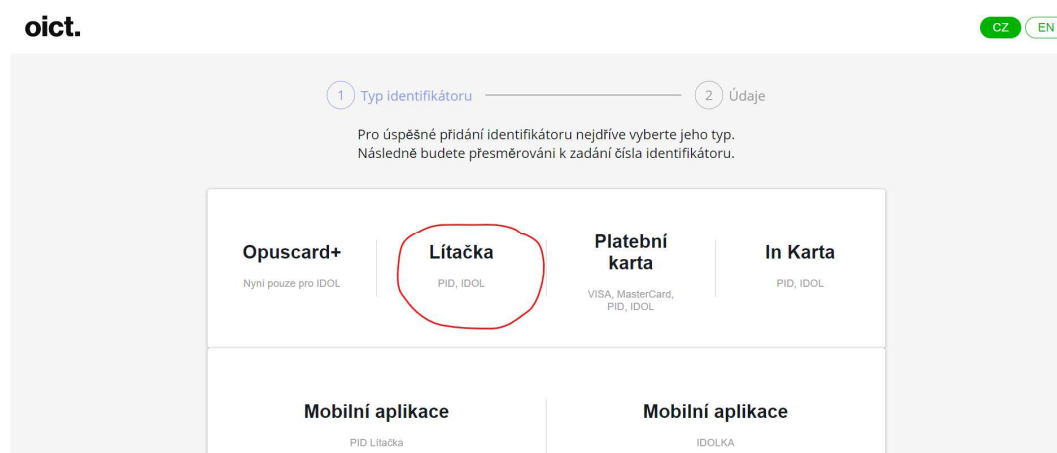 oict.
CZ EN
1 Typ identifikátoru 2 Údaje
Pro úspěšné přidání identifikátoru nejdříve vyberte jeho typ.
Následně budete přesměrováni k zadání čísla identifikátoru.
Opuscard+
Nyní pouze pro IDOL
Lítačka
PID, IDOL
Platební
karta
VISA, MasterCard,
PID, IDOL
In Karta
PID, IDOL
Mobilní aplikace
PID Lítačka
Mobilní aplikace
IDOLKA